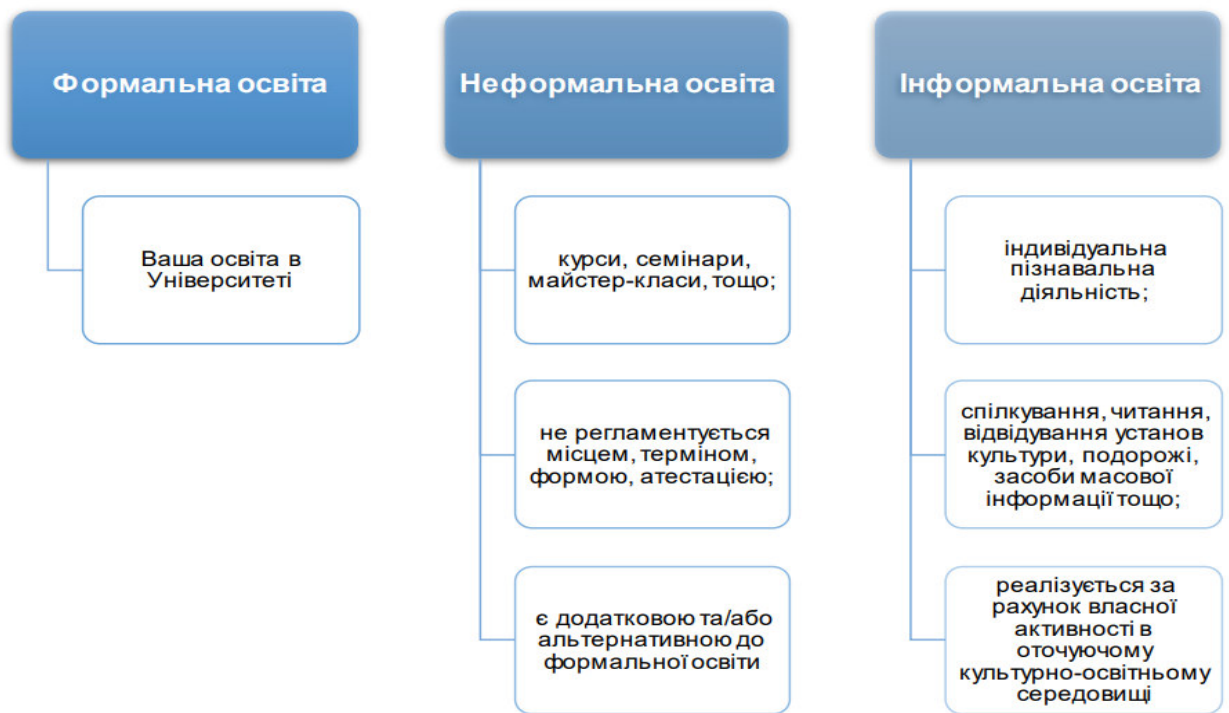 Формальна освіта
Ваша освіта в
Університеті
Неформальна освіта
курси, семінари,
майстер-класи, тощо;
не регламентується
місцем, терміном,
формою, атестацією;
є додатковою та/або
альтернативною до
формальної освіти
Інформальна освіта
індивідуальна
пізнавальна
діяльність;
спілкування, читання,
відвідування установ
культури, подорожі,
засоби масової
інформації тощо;
реалізується за
рахунок власної
активності в
оточуючому
культурно-освітньому
середовищі